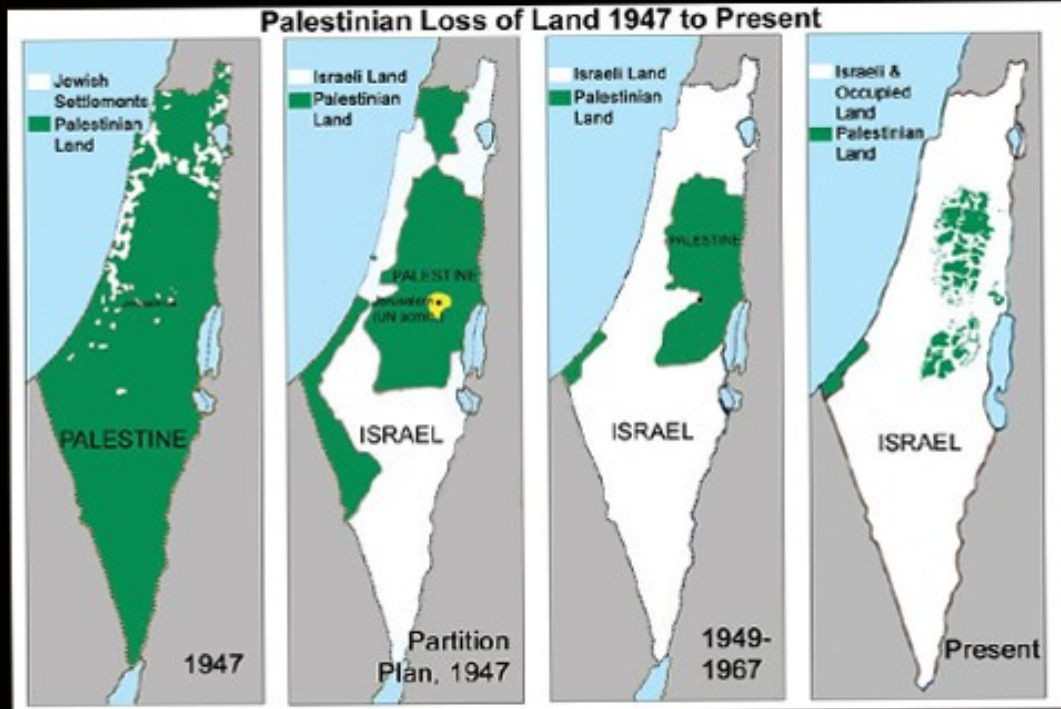 Palestinian Loss of Land 1947 to Present
Jewish
Settlements
Palestinian
Land
PALESTINE
1947
Israeli Land
Palestinian
Land
PALESTINE
Jerusalem
(UN
ISRAEL
Partition
Plan, 1947
Israeli Land
Palestinian
Land
PALESTINE
ISRAEL
1949-
1967
Israeli &
Occupied
Land
Palestinian
Land
ISRAEL
Present